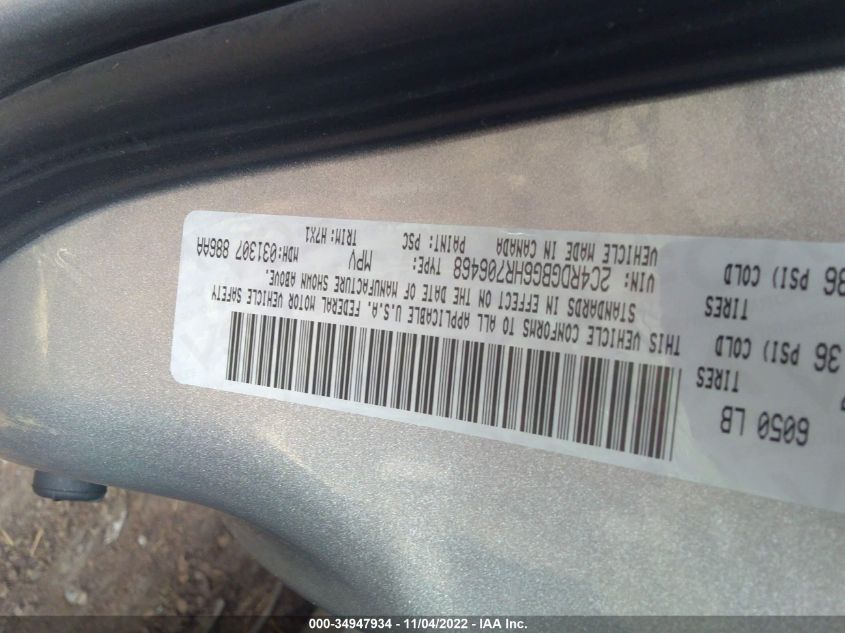 6050 LB
TIRES
36 PSI) COLD
TIRES
36 PSI) COLD
THIS VEHICLE CONFORMS TO ALL APPLICABLE U.S.A. FEDERAL MOTOR VEHICLE SAFETY
STANDARDS IN EFFECT ON THE DATE OF MANUFACTURE SHOWN ABOVE.
VIN: 2C4RDGBG6HR706468 TYPE: MPV MDH:031307 886AA
VEHICLE MADE IN CANADA PAINT: PSC TRIM: H7X1
000-34947934 - 11/04/2022 - IAA Inc.